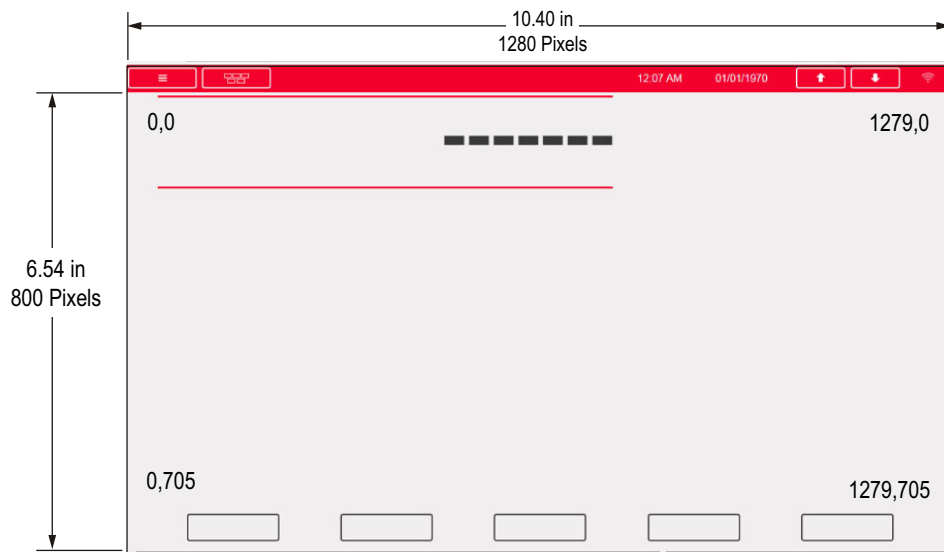 10.40 in
1280 Pixels
12:07 AM 01/01/1970
0,0 1279,0
6.54 in
800 Pixels
0,705 1279,705